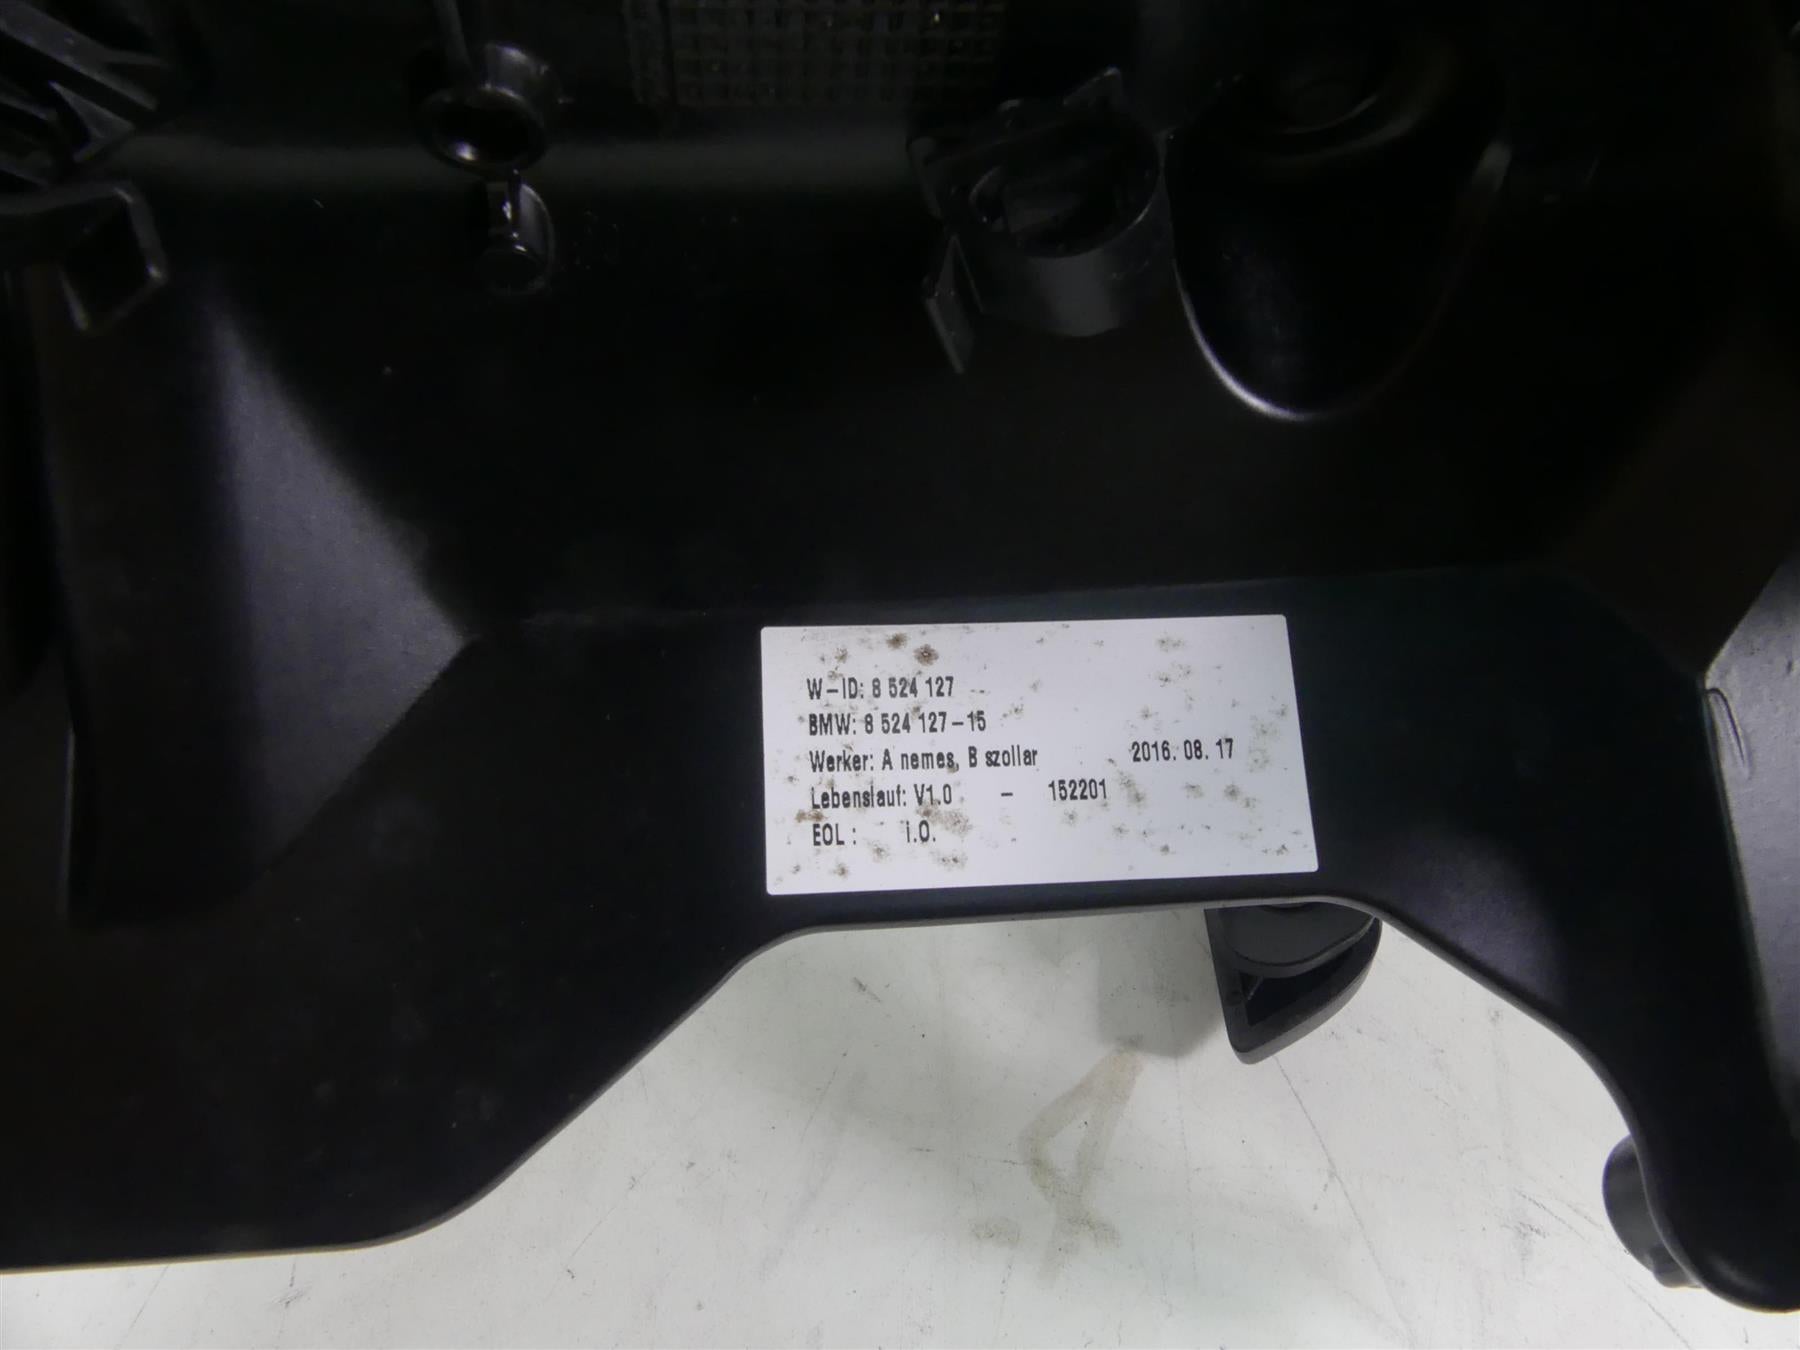 W-ID: 8 524 127
BMW: 8 524 127-15
Werker: A nemes, B szollar 2016. 08. 17
Lebenslauf: V1.0 - 152201
EOL : i.O.